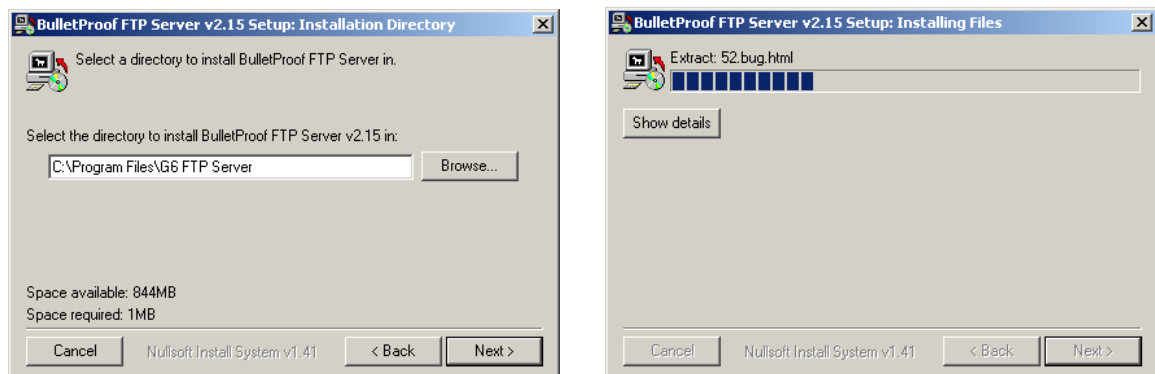 BulletProof FTP Server v2.15 Setup: Installation Directory
Select a directory to install BulletProof FTP Server in.
Select the directory to install BulletProof FTP Server v2.15 in:
C:\Program Files\G6 FTP Server
Browse...
Space available: 844MB
Space required: 1MB
Cancel
Nullsoft Install System v1.41
< Back
Next >
BulletProof FTP Server v2.15 Setup: Installing Files
Extract: 52.bug.html
Show details
Cancel
Nullsoft Install System v1.41
< Back
Next >